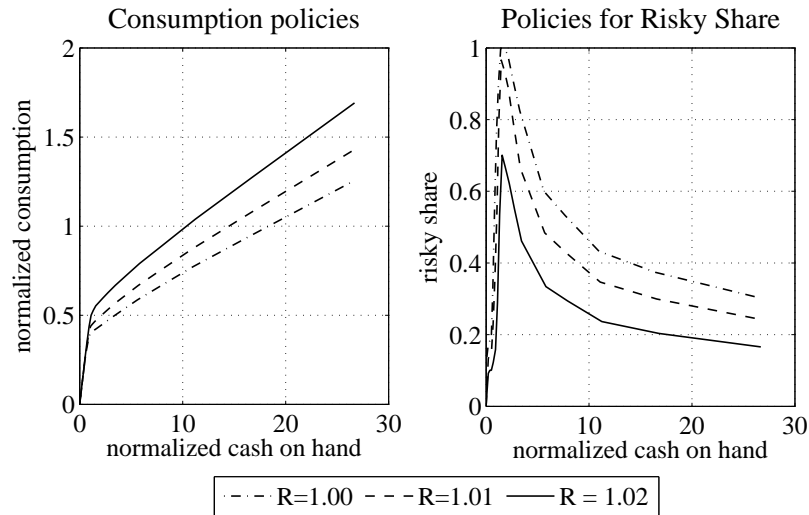 Consumption policies
2
1.5
1
0.5
0
0
10
20
30
normalized consumption
normalized cash on hand
Policies for Risky Share
1
0.8
0.6
0.4
0.2
0
0
10
20
30
risky share
normalized cash on hand
R=1.00
R=1.01
R = 1.02